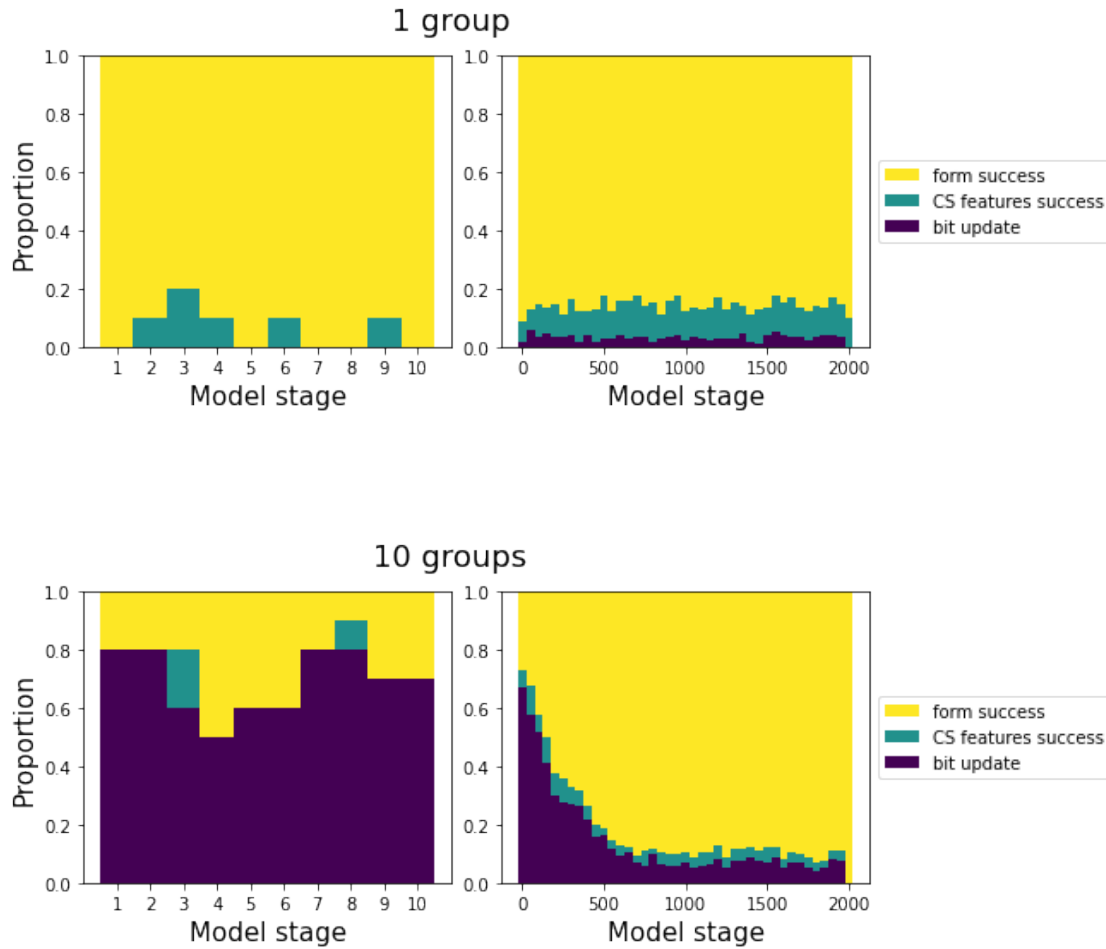 1 group
1.0
0.8
0.6
0.4
0.2
0.0
Proportion
1 2 3 4 5 6 7 8 9 10
Model stage
1.0
0.8
0.6
0.4
0.2
0.0
0 500 1000 1500 2000
Model stage
form success
CS features success
bit update
10 groups
1.0
0.8
0.6
0.4
0.2
0.0
Proportion
1 2 3 4 5 6 7 8 9 10
Model stage
1.0
0.8
0.6
0.4
0.2
0.0
0 500 1000 1500 2000
Model stage
form success
CS features success
bit update